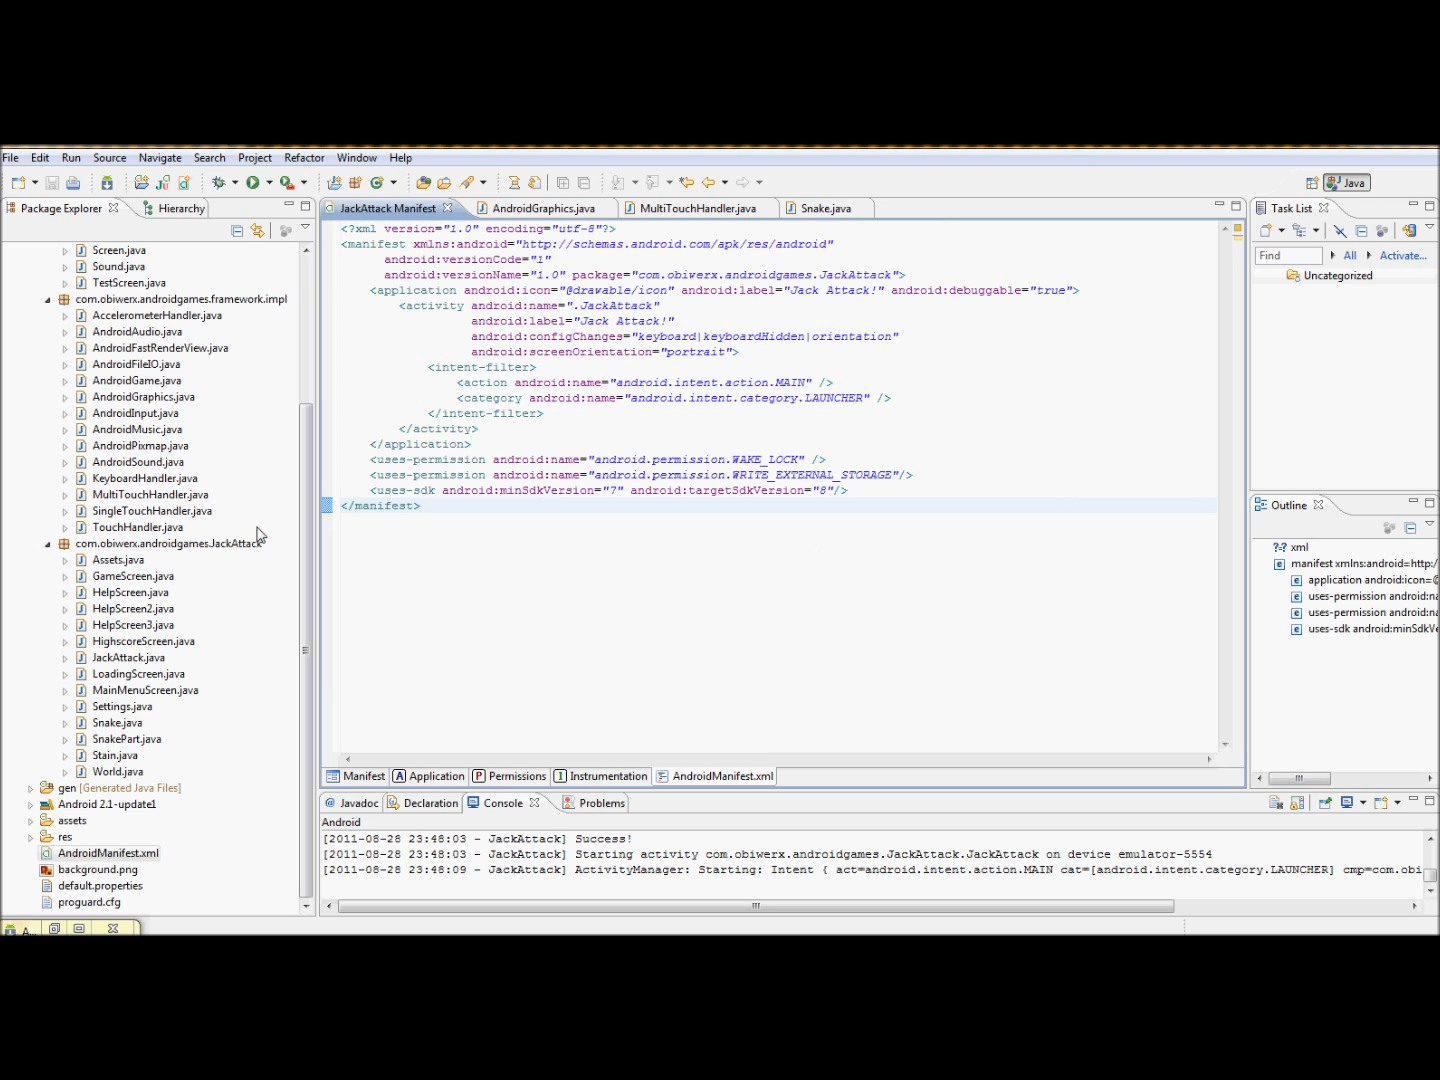 File Edit Run Source Navigate Search Project Refactor Window Help
Java
Package Explorer Hierarchy
Screen.java
Sound.java
TestScreen.java
com.obiwerx.androidgames.framework.impl
AccelerometerHandler.java
AndroidAudio.java
AndroidFastRenderView.java
AndroidFileIO.java
AndroidGame.java
AndroidGraphics.java
AndroidInput.java
AndroidMusic.java
AndroidPixmap.java
AndroidSound.java
KeyboardHandler.java
MultiTouchHandler.java
SingleTouchHandler.java
TouchHandler.java
com.obiwerx.androidgames.JackAttack
Assets.java
GameScreen.java
HelpScreen.java
HelpScreen2.java
HelpScreen3.java
HighscoreScreen.java
JackAttack.java
LoadingScreen.java
MainMenuScreen.java
Settings.java
Snake.java
SnakePart.java
Stain.java
World.java
gen [Generated Java Files]
Android 2.1-update1
assets
res
AndroidManifest.xml
background.png
default.properties
proguard.cfg
A...
JackAttack Manifest AndroidGraphics.java MultiTouchHandler.java Snake.java
<?xml version="1.0" encoding="utf-8"?>
<manifest xmlns:android="http://schemas.android.com/apk/res/android"
android:versionCode="1"
android:versionName="1.0" package="com.obiwerx.androidgames.JackAttack">
<application android:icon="@drawable/icon" android:label="Jack Attack!" android:debuggable="true">
<activity android:name=".JackAttack"
android:label="Jack Attack!"
android:configChanges="keyboard|keyboardHidden|orientation"
android:screenOrientation="portrait">
<intent-filter>
<action android:name="android.intent.action.MAIN" />
<category android:name="android.intent.category.LAUNCHER" />
</intent-filter>
</activity>
</application>
<uses-permission android:name="android.permission.WAKE_LOCK" />
<uses-permission android:name="android.permission.WRITE_EXTERNAL_STORAGE"/>
<uses-sdk android:minSdkVersion="7" android:targetSdkVersion="8"/>
</manifest>
Manifest A Application P Permissions I Instrumentation AndroidManifest.xml
@ Javadoc Declaration Console Problems
Android
[2011-08-28 23:48:03 - JackAttack] Success!
[2011-08-28 23:48:03 - JackAttack] Starting activity com.obiwerx.androidgames.JackAttack.JackAttack on device emulator-5554
[2011-08-28 23:48:09 - JackAttack] ActivityManager: Starting: Intent { act=android.intent.action.MAIN cat=[android.intent.category.LAUNCHER] cmp=com.obi
Task List
Find All Activate...
Uncategorized
Outline
?=? xml
manifest xmlns:android=http:/
application android:icon=@
uses-permission android:na
uses-permission android:na
uses-sdk android:minSdkVe